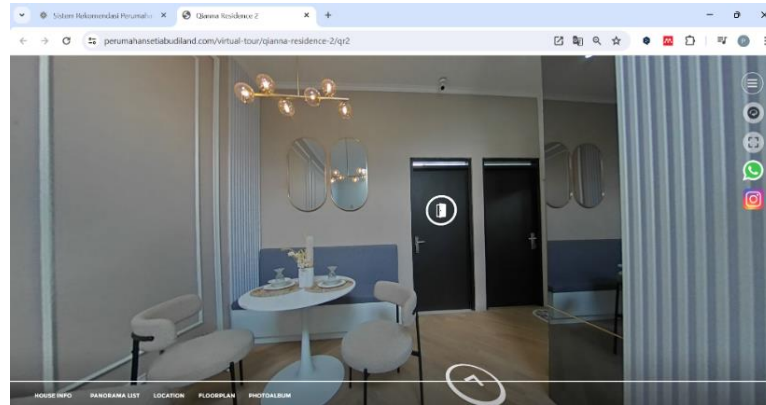 Sistem Rekomendasi Perumaha
Qianna Residence 2
perumahansetiabudiland.com/virtual-tour/qianna-residence-2/qr2
HOUSE INFO PANORAMA LIST LOCATION FLOORPLAN PHOTOALBUM